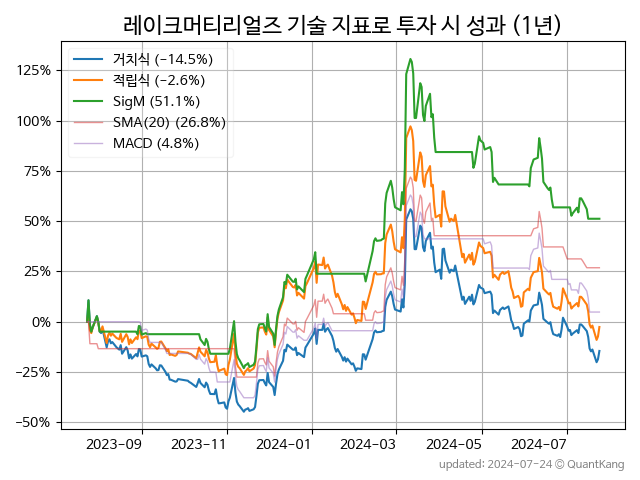 레이크머티리얼즈 기술 지표로 투자 시 성과 (1년)
거치식 (−14.5%)
적립식 (−2.6%)
SigM (51.1%)
SMA(20) (26.8%)
MACD (4.8%)
125%
100%
75%
50%
25%
0%
−25%
−50%
2023-09 2023-11 2024-01 2024-03 2024-05 2024-07
updated: 2024-07-24 © QuantKang